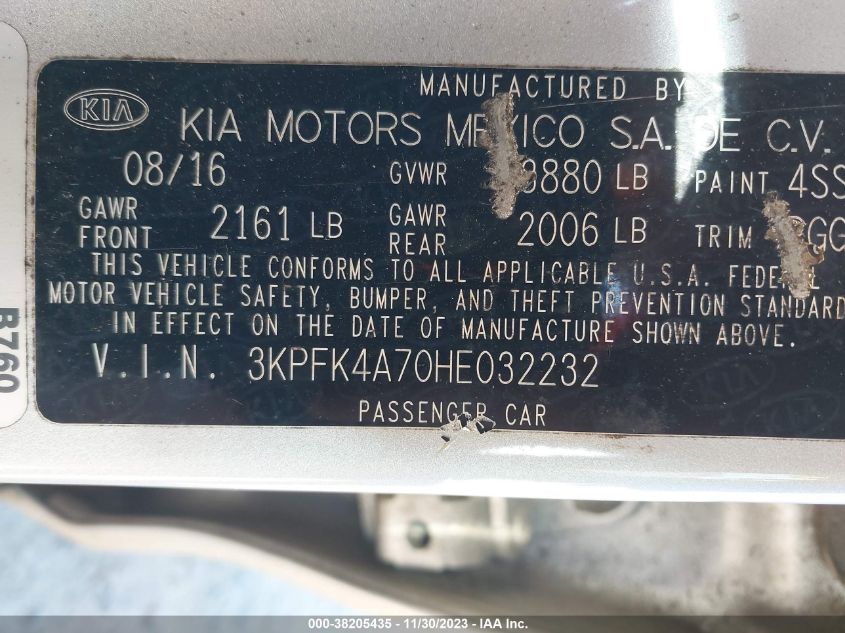 MANUFACTURED BY
KIA KIA MOTORS MEXICO S.A. DE C.V.
08/16 GVWR 3880 LB PAINT 4SS
GAWR FRONT 2161 LB GAWR REAR 2006 LB TRIM
THIS VEHICLE CONFORMS TO ALL APPLICABLE U.S.A. FEDERAL
MOTOR VEHICLE SAFETY, BUMPER, AND THEFT PREVENTION STANDARD
IN EFFECT ON THE DATE OF MANUFACTURE SHOWN ABOVE.
V.I.N. 3KPFK4A70HE032232
PASSENGER CAR
B760
KIA
000-38205435 - 11/30/2023 - IAA Inc.